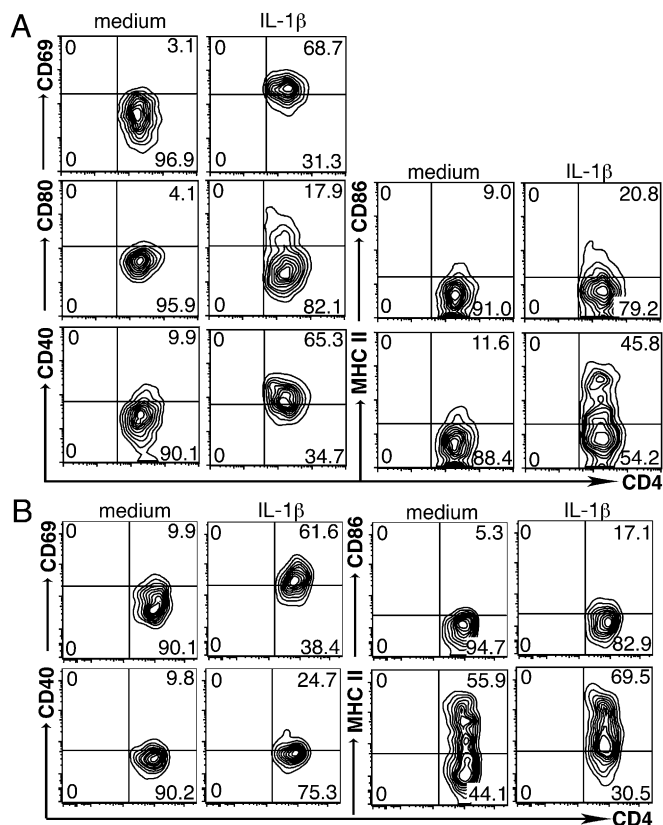 A
medium IL-1β
CD69
0 3.1
0 96.9
0 68.7
0 31.3
CD80
0 4.1
0 95.9
0 17.9
0 82.1
CD40
0 9.9
0 90.1
0 65.3
0 34.7
medium IL-1β
CD86
0 9.0
0 91.0
0 20.8
0 79.2
MHC II
0 11.6
0 88.4
0 45.8
0 54.2
CD4
B
medium IL-1β
CD69
0 9.9
0 90.1
0 61.6
0 38.4
CD40
0 9.8
0 90.2
0 24.7
0 75.3
medium IL-1β
CD86
0 5.3
0 94.7
0 17.1
0 82.9
MHC II
0 55.9
0 44.1
0 69.5
0 30.5
CD4